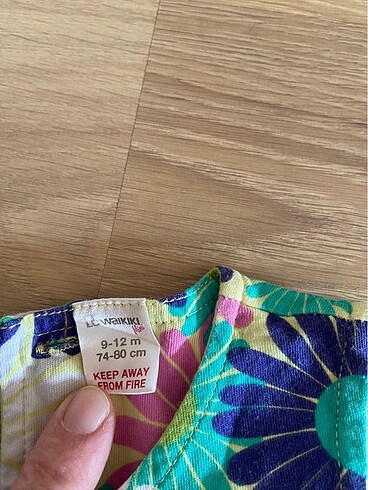 LC WAIKIKI
9-12 m
74-80 cm
KEEP AWAY
FROM FIRE